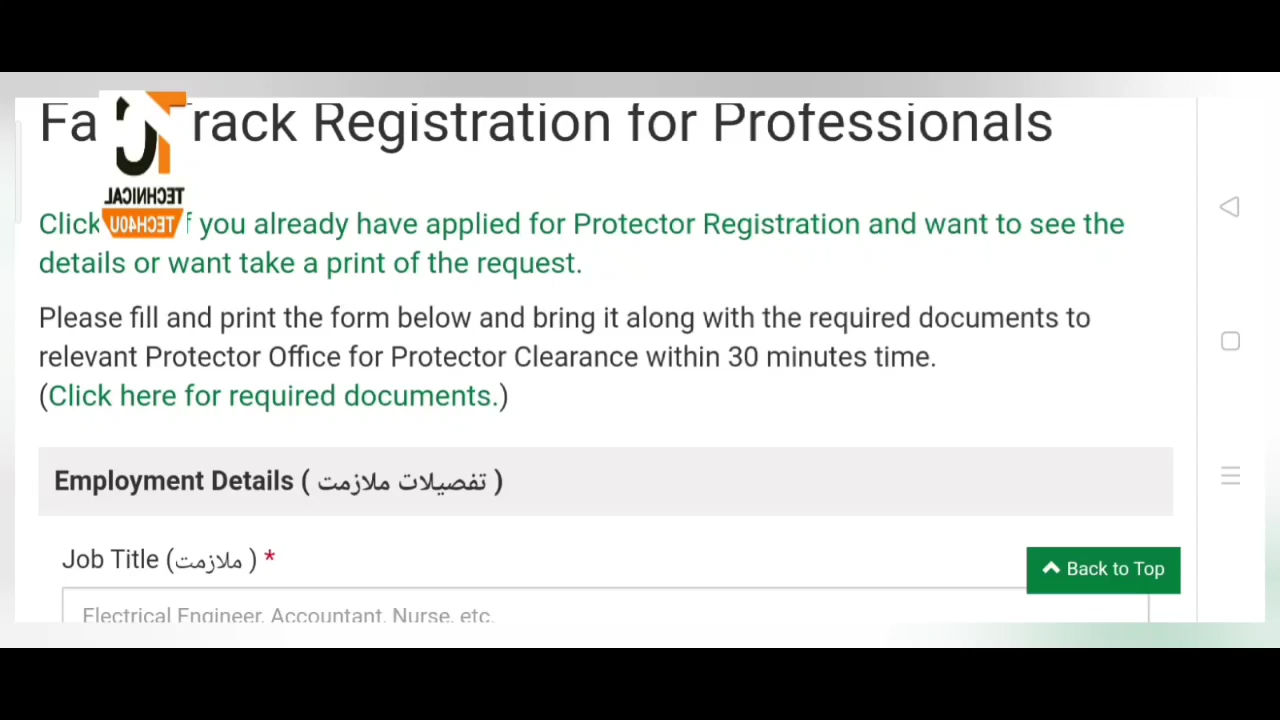 Fa rack Registration for Professionals
TECHNICAL
TECH40U
Click f you already have applied for Protector Registration and want to see the
details or want take a print of the request.
Please fill and print the form below and bring it along with the required documents to
relevant Protector Office for Protector Clearance within 30 minutes time.
(Click here for required documents.)
Employment Details ( تفصیلات ملازمت )
Job Title (ملازمت ) *
Back to Top
Electrical Engineer, Accountant, Nurse, etc.